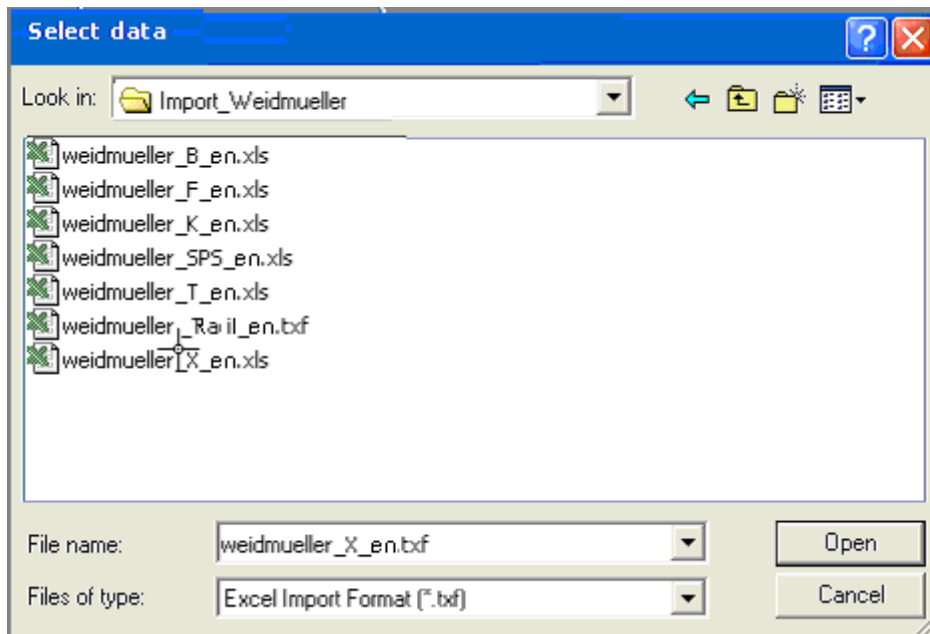 Select data
Look in: Import_Weidmueller
weidmueller_B_en.xls
weidmueller_F_en.xls
weidmueller_K_en.xls
weidmueller_SPS_en.xls
weidmueller_T_en.xls
weidmueller_Rail_en.txf
weidmueller_X_en.xls
File name: weidmueller_X_en.txf Open
Files of type: Excel Import Format (*.txf) Cancel